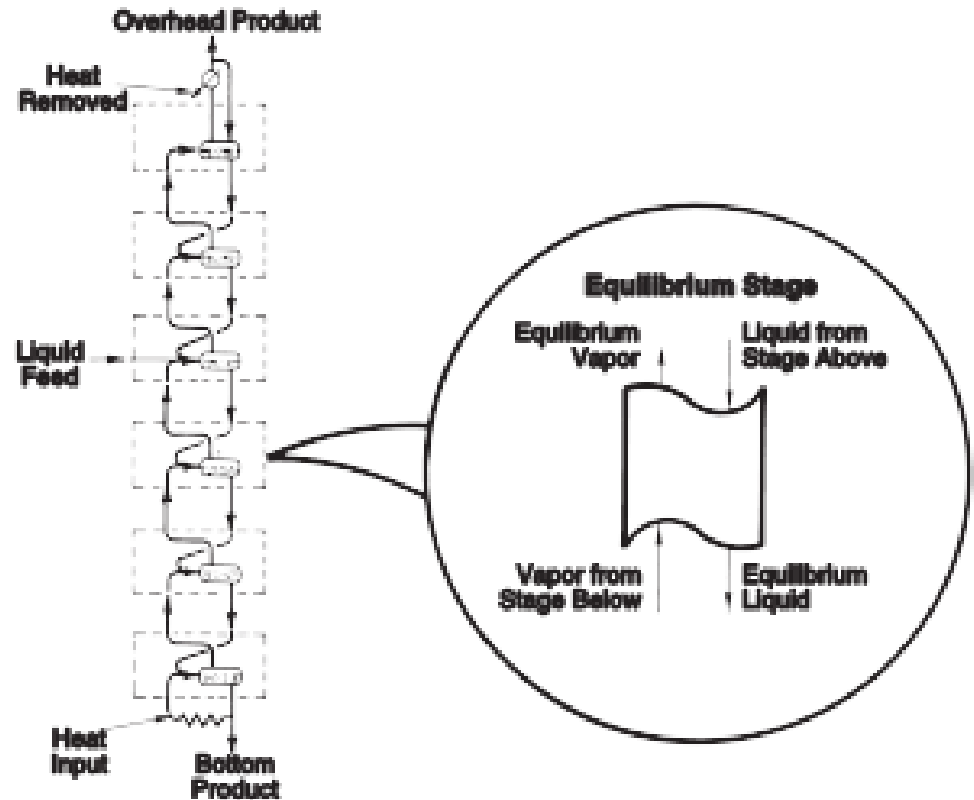 Overhead Product
Heat
Removed
Liquid
Feed
Heat
Input
Bottom
Product
Equilibrium Stage
Equilibrium
Vapor
Liquid from
Stage Above
Vapor from
Stage Below
Equilibrium
Liquid